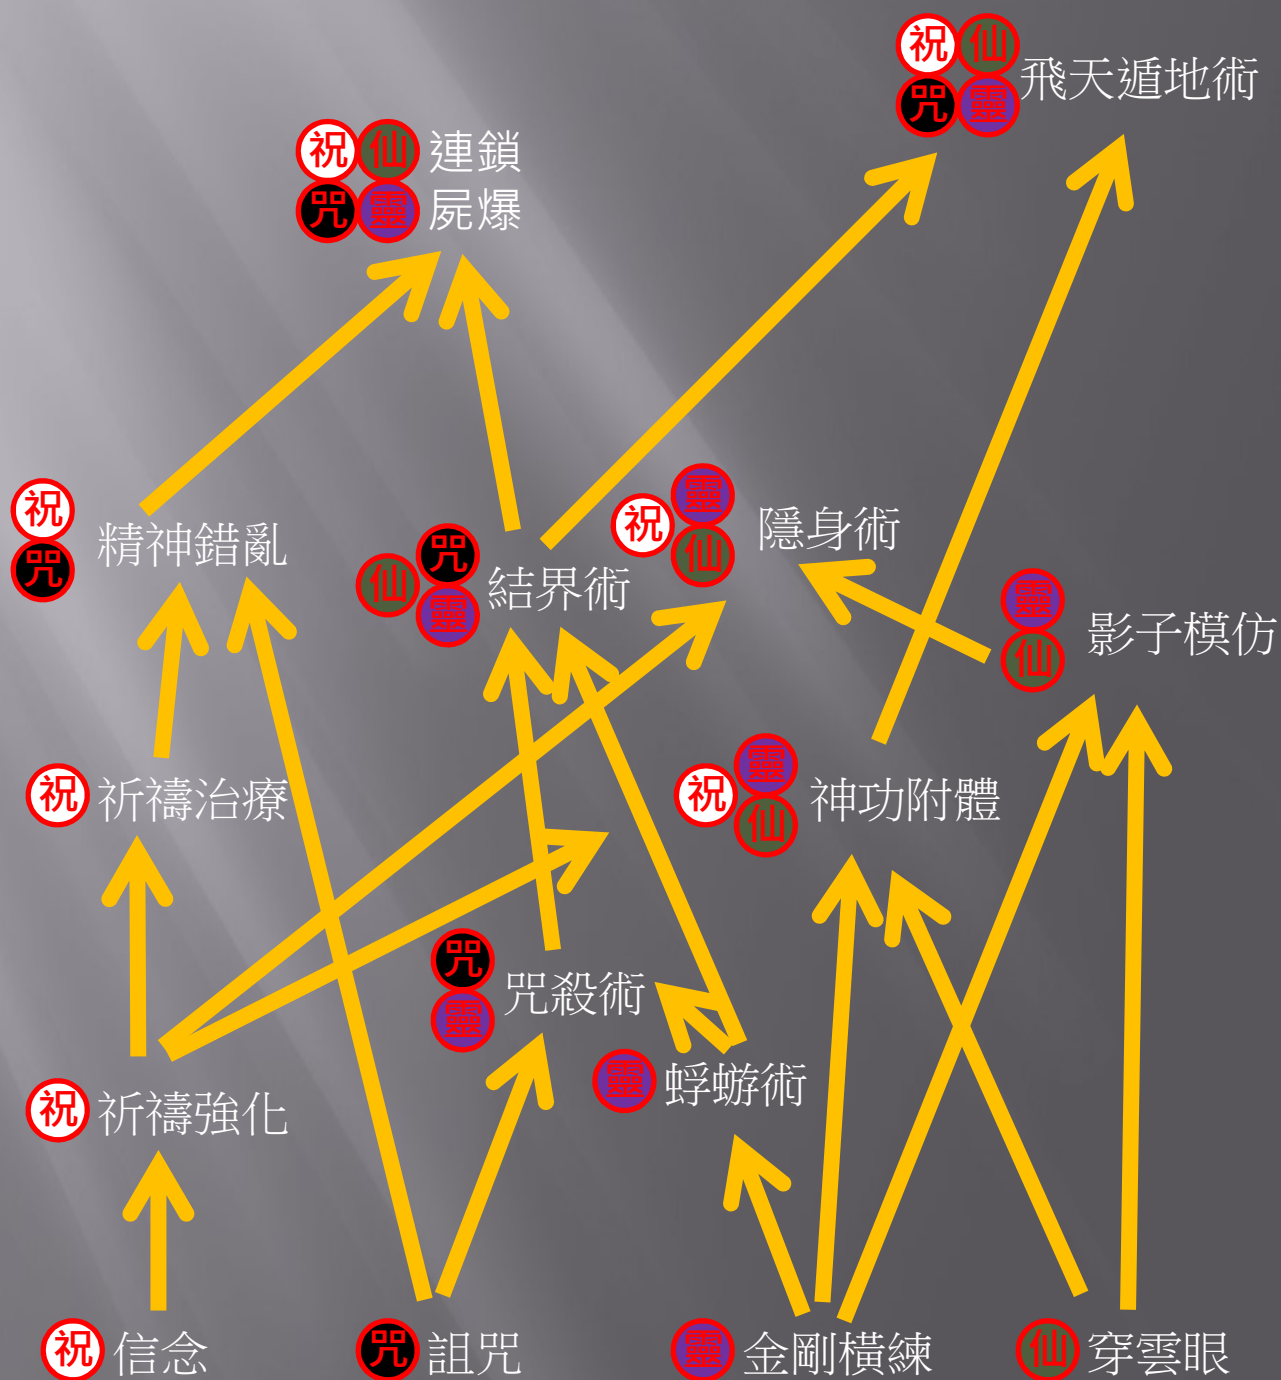 祝仙
飛天遁地術
咒靈
祝仙
連鎖
咒靈
屍爆
祝
咒
精神錯亂
咒
仙
靈
結界術
靈
祝
仙
隱身術
靈
仙
影子模仿
祝
祈禱治療
靈
祝
仙
神功附體
咒
靈
咒殺術
靈
蜉蝣術
祝
祈禱強化
祝
信念
咒
詛咒
靈
金剛橫練
仙
穿雲眼